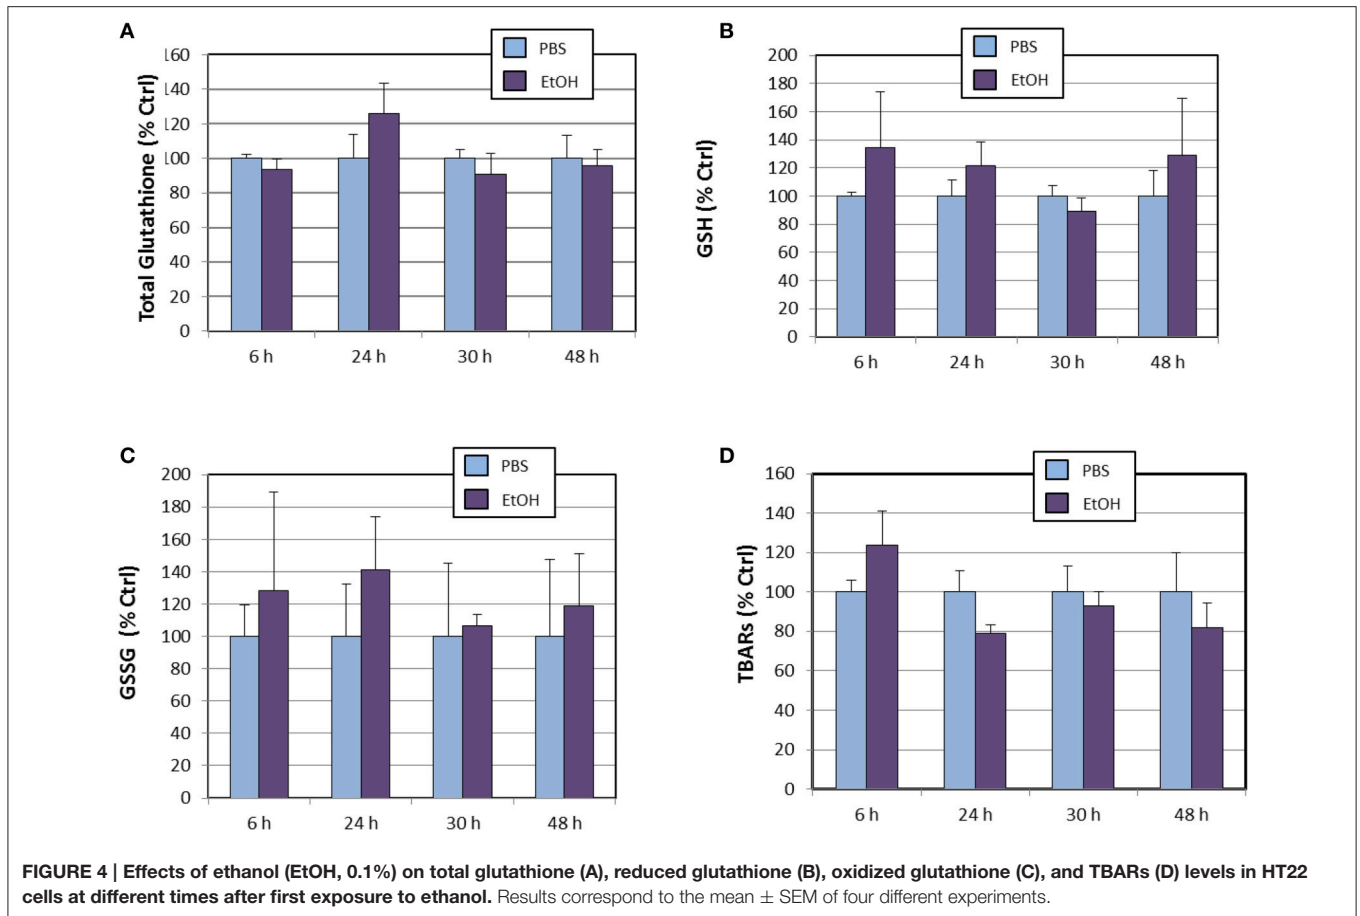 A
Total Glutathione (% Ctrl)
160
140
120
100
80
60
40
20
0
PBS
EtOH
6 h 24 h 30 h 48 h
B
GSH (% Ctrl)
200
180
160
140
120
100
80
60
40
20
0
PBS
EtOH
6 h 24 h 30 h 48 h
C
GSSG (% Ctrl)
200
180
160
140
120
100
80
60
40
20
0
PBS
EtOH
6 h 24 h 30 h 48 h
D
TBARs (% Ctrl)
160
140
120
100
80
60
40
20
0
PBS
EtOH
6 h 24 h 30 h 48 h
FIGURE 4 | Effects of ethanol (EtOH, 0.1%) on total glutathione (A), reduced glutathione (B), oxidized glutathione (C), and TBARs (D) levels in HT22
cells at different times after first exposure to ethanol. Results correspond to the mean ± SEM of four different experiments.